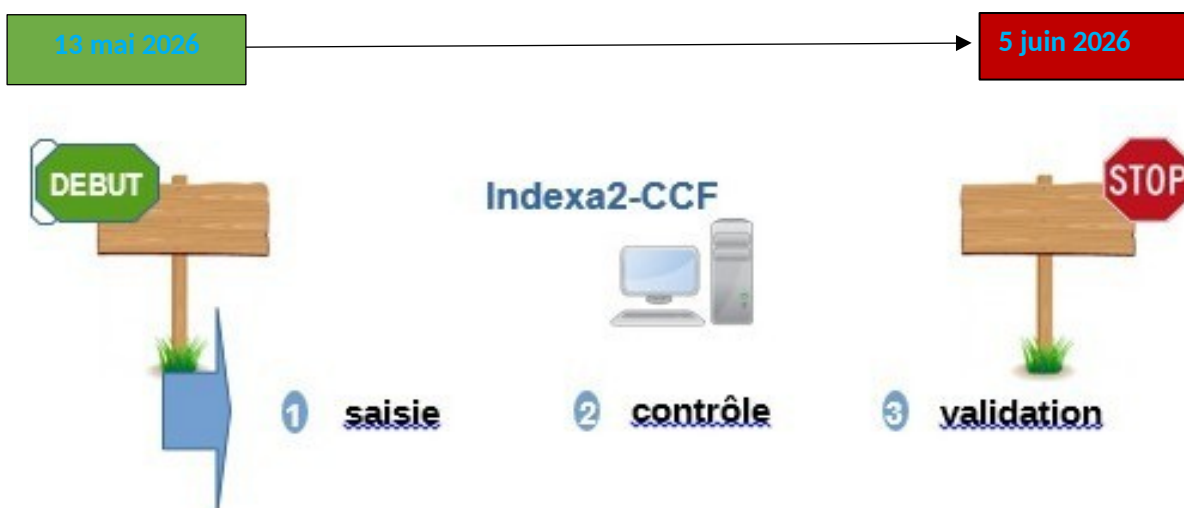 13 mai 2026
5 juin 2026
DEBUT
STOP
Indexa2-CCF
1 saisie
2 contrôle
3 validation